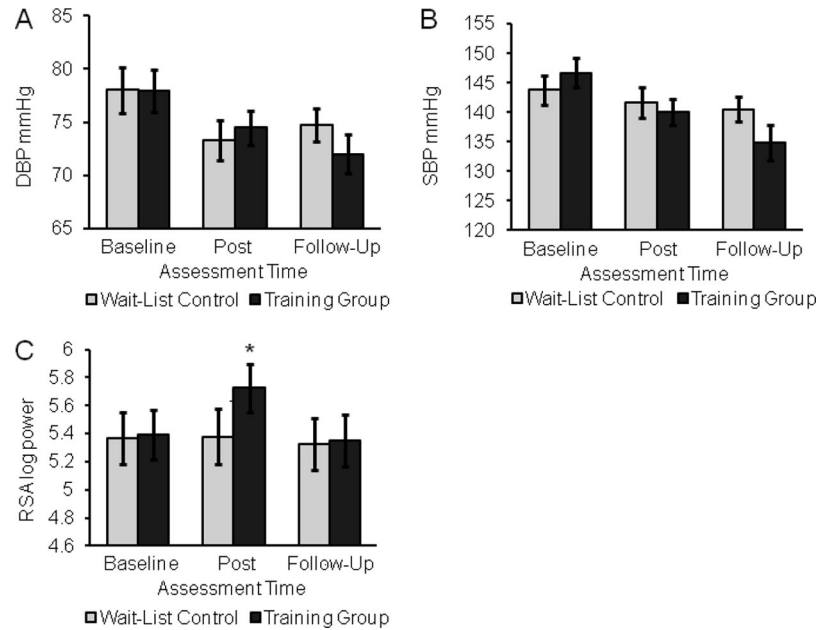 A
85
80
75
70
65
DBP mmHg
Baseline Post Follow-Up
Assessment Time
Wait-List Control Training Group
B
155
150
145
140
135
130
125
120
SBP mmHg
Baseline Post Follow-Up
Assessment Time
Wait-List Control Training Group
C
6
5.8
5.6
5.4
5.2
5
4.8
4.6
RSA log power
*
Baseline Post Follow-Up
Assessment Time
Wait-List Control Training Group